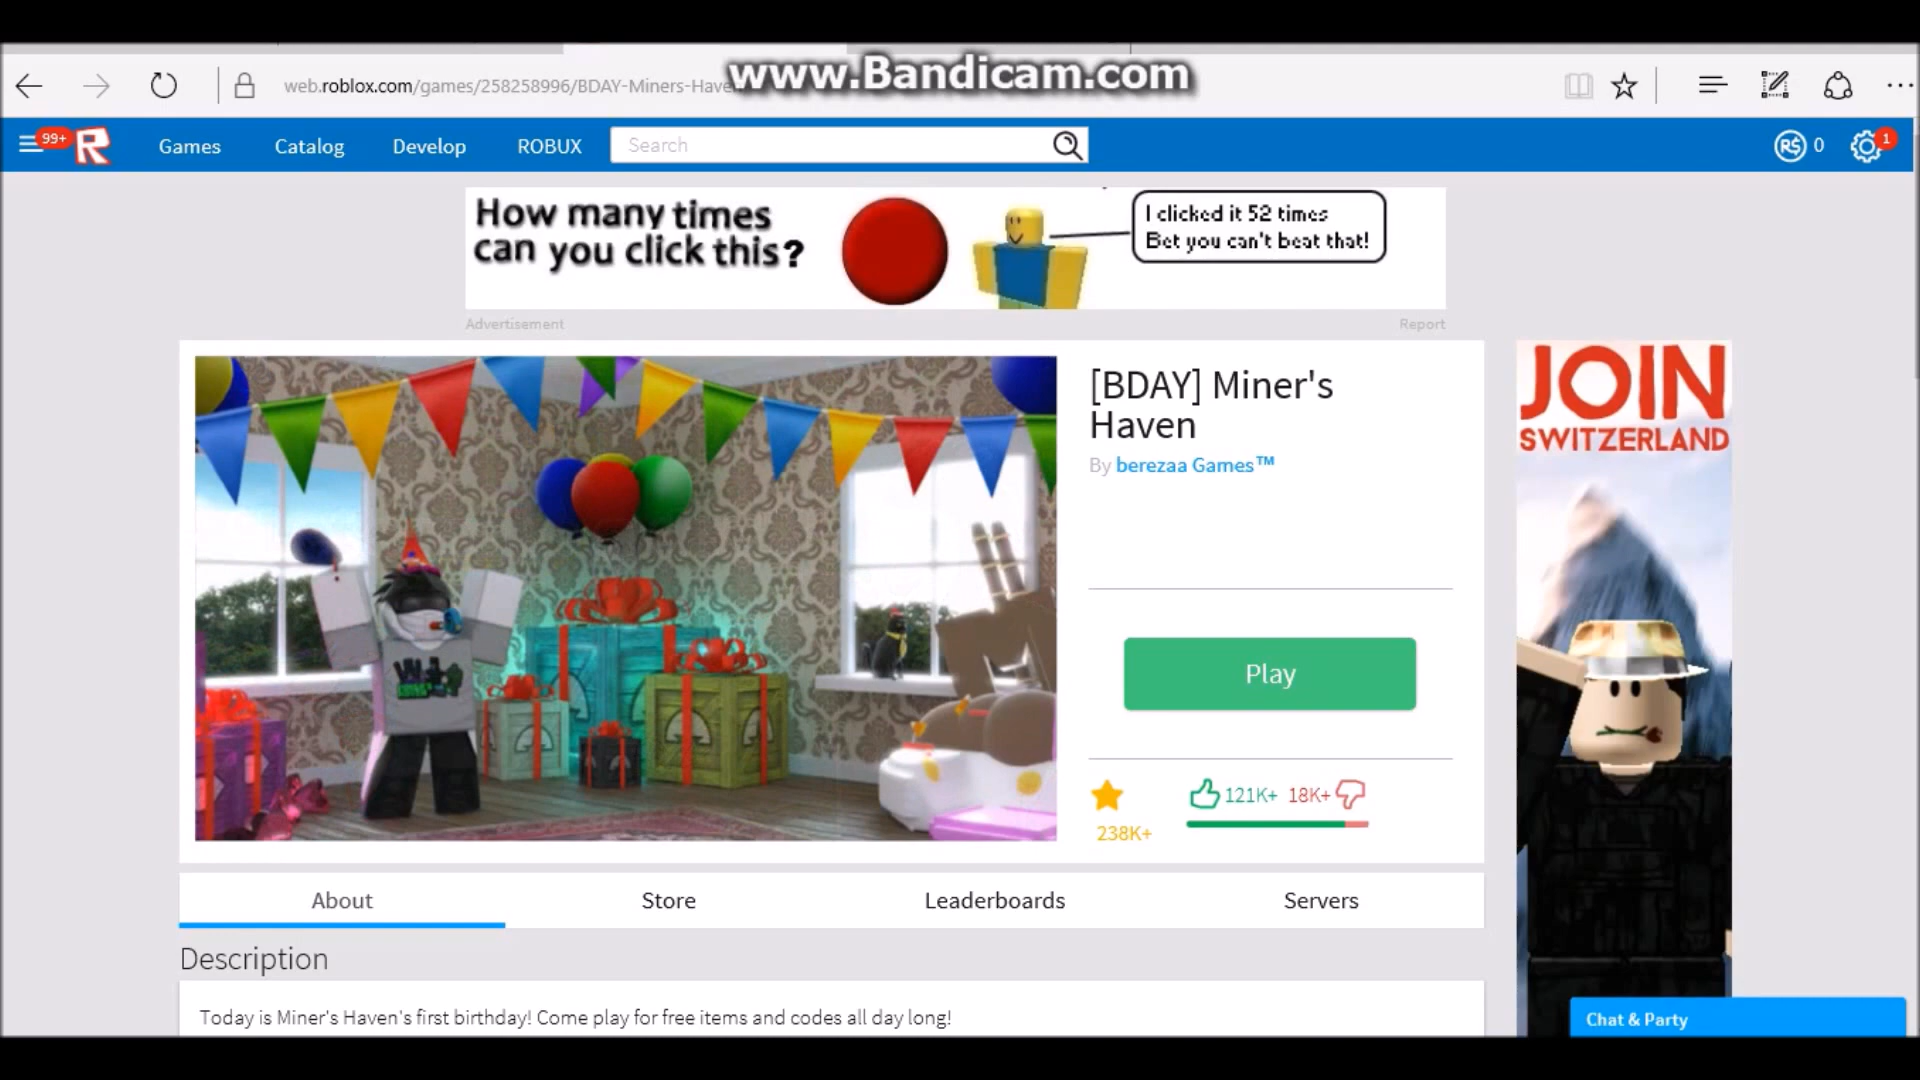 www.Bandicam.com
web.roblox.com/games/258258996/BDAY-Miners-Haven
99+
R
Games
Catalog
Develop
ROBUX
Search
R$ 0
1
How many times
can you click this?
I clicked it 52 times
Bet you can't beat that!
Advertisement
Report
[BDAY] Miner's
Haven
By berezaa Games™
Play
238K+
121K+
18K+
JOIN
SWITZERLAND
About
Store
Leaderboards
Servers
Description
Today is Miner's Haven's first birthday! Come play for free items and codes all day long!
Chat & Party